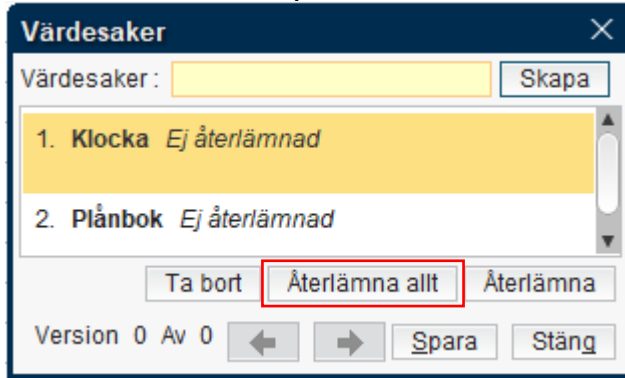 Värdesaker
Värdesaker : Skapa
1. Klocka Ej återlämnad
2. Plånbok Ej återlämnad
Ta bort Återlämna allt Återlämna
Version 0 Av 0 Spara Stäng